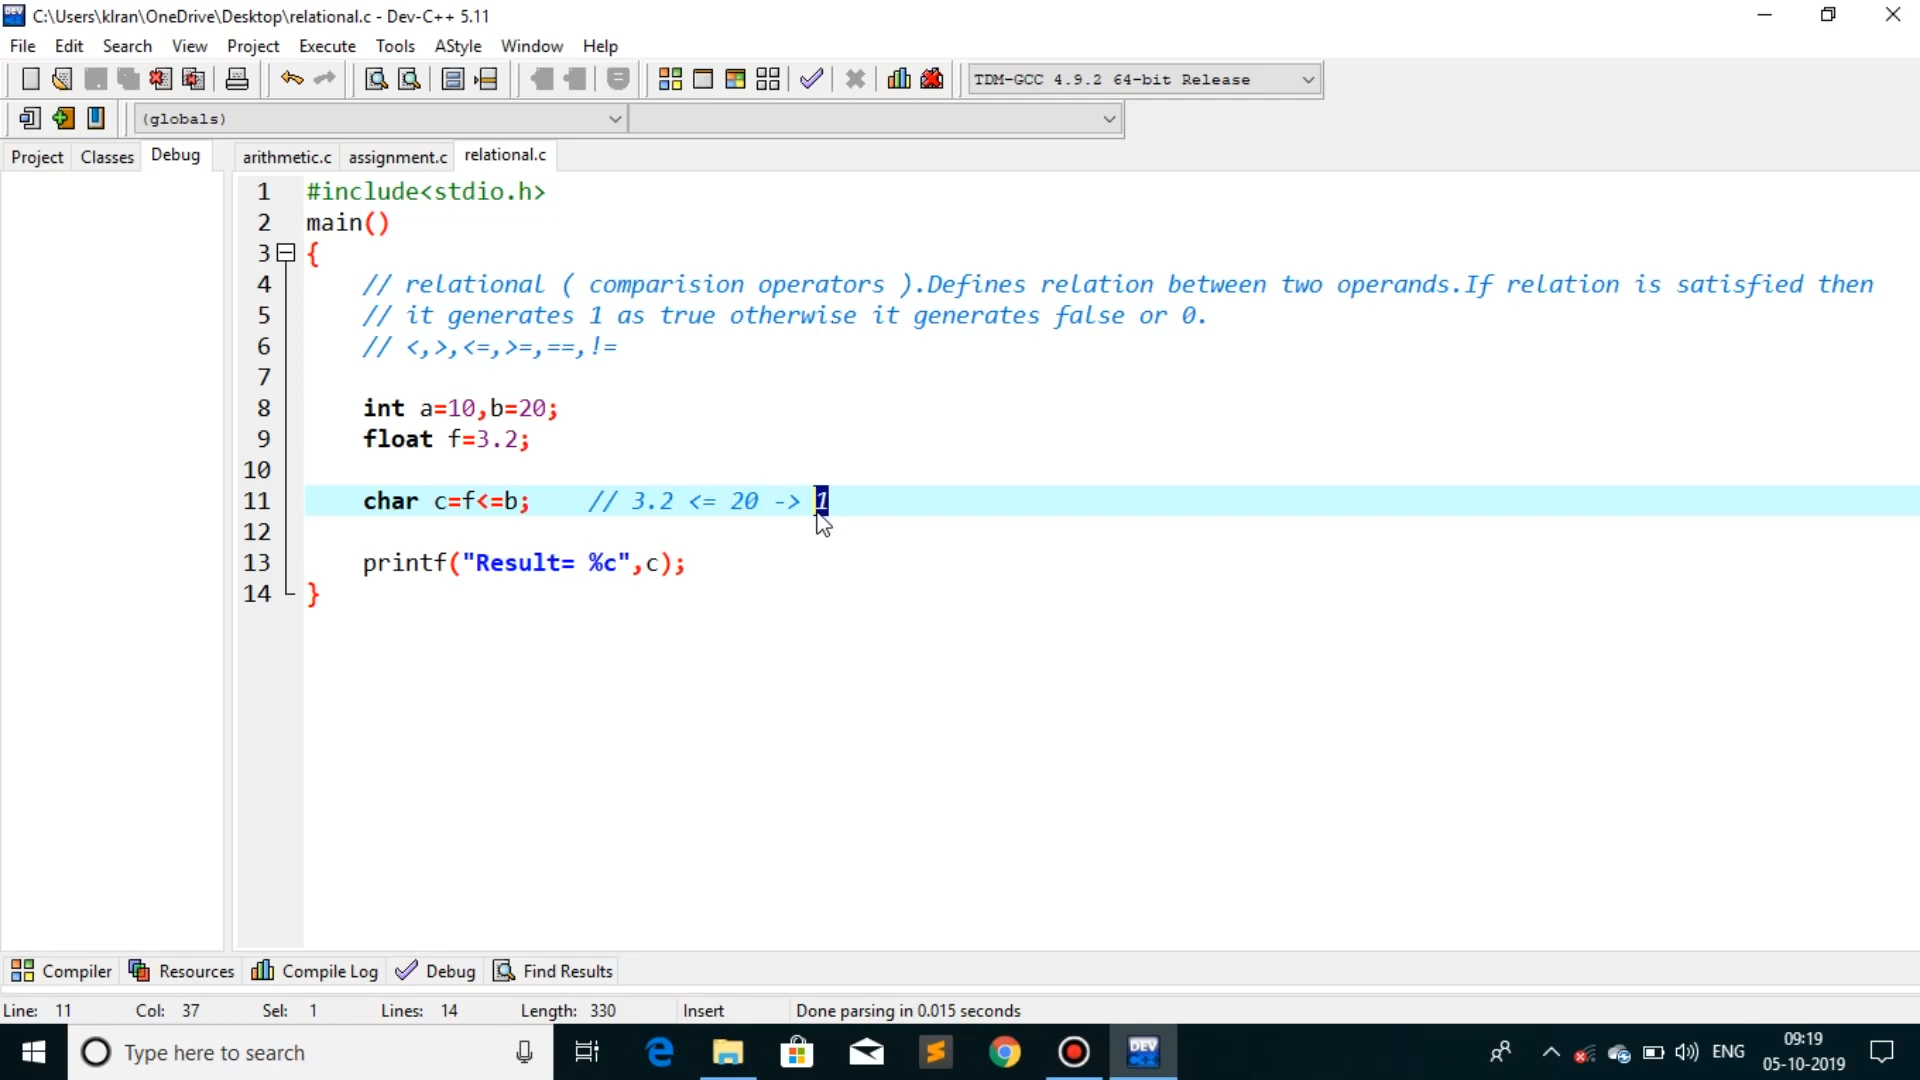 C:\Users\klran\OneDrive\Desktop\relational.c - Dev-C++ 5.11
File Edit Search View Project Execute Tools AStyle Window Help
TDM-GCC 4.9.2 64-bit Release
(globals)
Project Classes Debug
arithmetic.c assignment.c relational.c
1 #include<stdio.h>
2 main()
3 {
4 // relational ( comparision operators ).Defines relation between two operands.If relation is satisfied then
5 // it generates 1 as true otherwise it generates false or 0.
6 // <,>,<=,>=,==,!=
7
8 int a=10,b=20;
9 float f=3.2;
10
11 char c=f<=b; // 3.2 <= 20 -> 1
12
13 printf("Result= %c",c);
14 }
Compiler Resources Compile Log Debug Find Results
Line: 11 Col: 37 Sel: 1 Lines: 14 Length: 330 Insert Done parsing in 0.015 seconds
Type here to search
DEV
ENG
09:19
05-10-2019